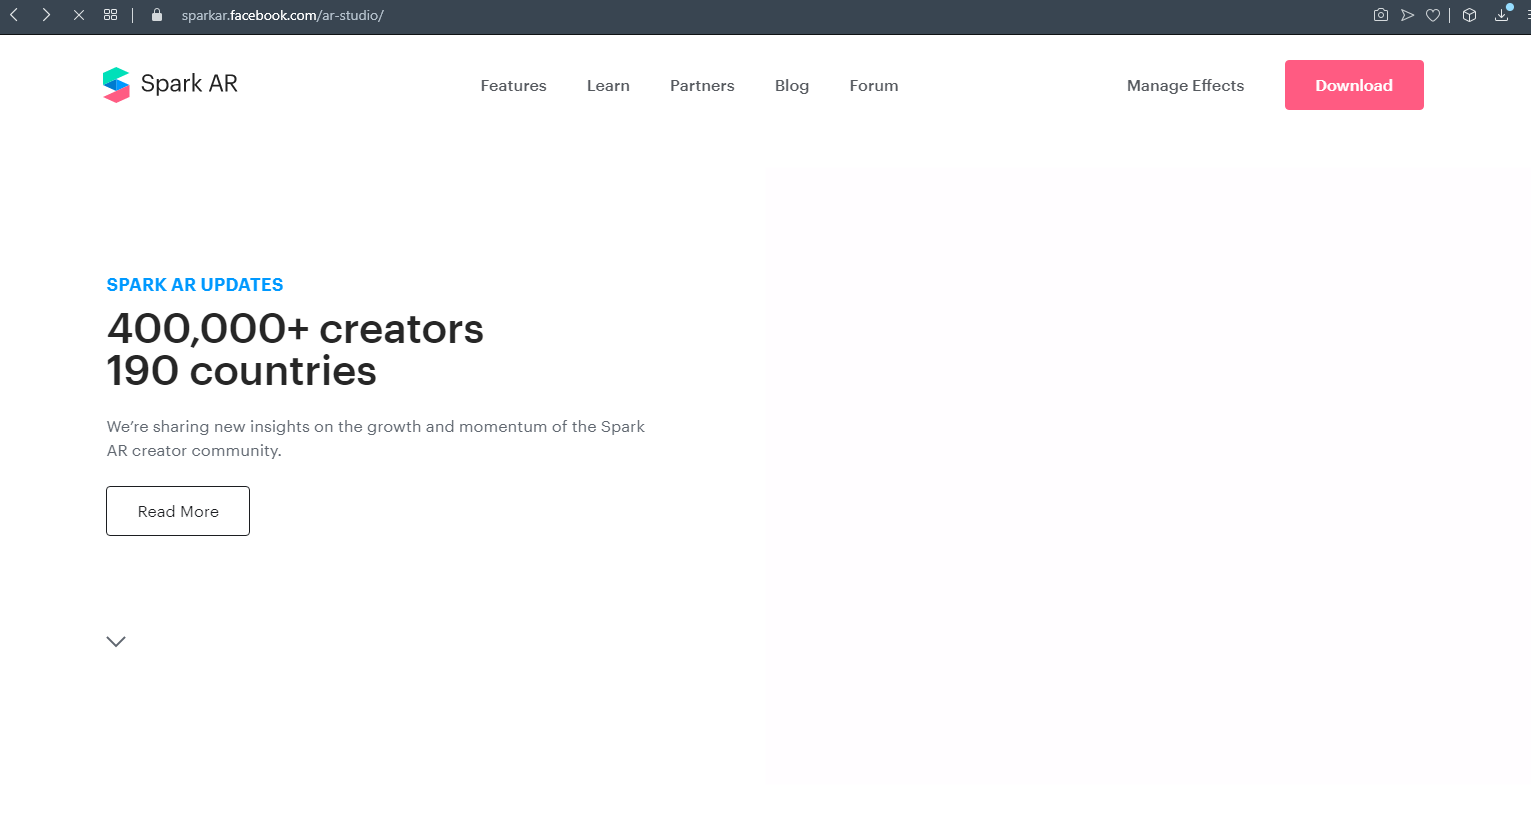 sparkar.facebook.com/ar-studio/
Spark AR
Features
Learn
Partners
Blog
Forum
Manage Effects
Download
SPARK AR UPDATES
400,000+ creators
190 countries
We’re sharing new insights on the growth and momentum of the Spark
AR creator community.
Read More